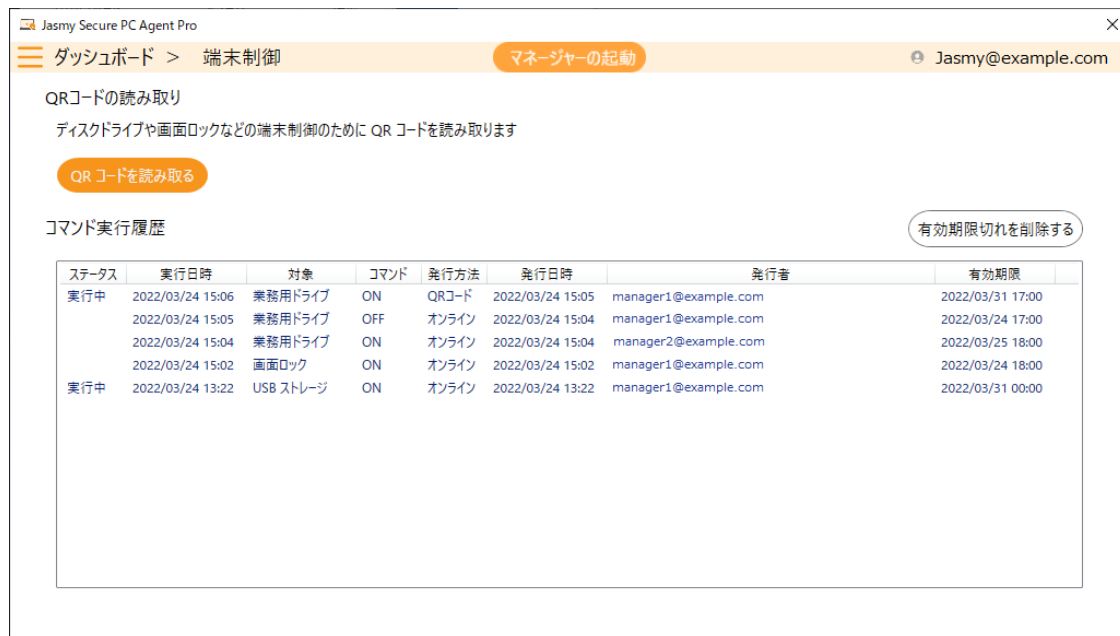 Jasmy Secure PC Agent Pro
ダッシュボード > 端末制御 マネージャーの起動 Jasmy@example.com
QRコードの読み取り
ディスクドライブや画面ロックなどの端末制御のために QR コードを読み取ります
QR コードを読み取る
コマンド実行履歴 有効期限切れを削除する
ステータス 実行日時 対象 コマンド 発行方法 発行日時 発行者 有効期限
実行中 2022/03/24 15:06 業務用ドライブ ON QRコード 2022/03/24 15:05 manager1@example.com 2022/03/31 17:00
2022/03/24 15:05 業務用ドライブ OFF オンライン 2022/03/24 15:04 manager1@example.com 2022/03/24 17:00
2022/03/24 15:04 業務用ドライブ ON オンライン 2022/03/24 15:04 manager2@example.com 2022/03/25 18:00
2022/03/24 15:02 画面ロック ON オンライン 2022/03/24 15:02 manager1@example.com 2022/03/24 18:00
実行中 2022/03/24 13:22 USB ストレージ ON オンライン 2022/03/24 13:22 manager1@example.com 2022/03/31 00:00